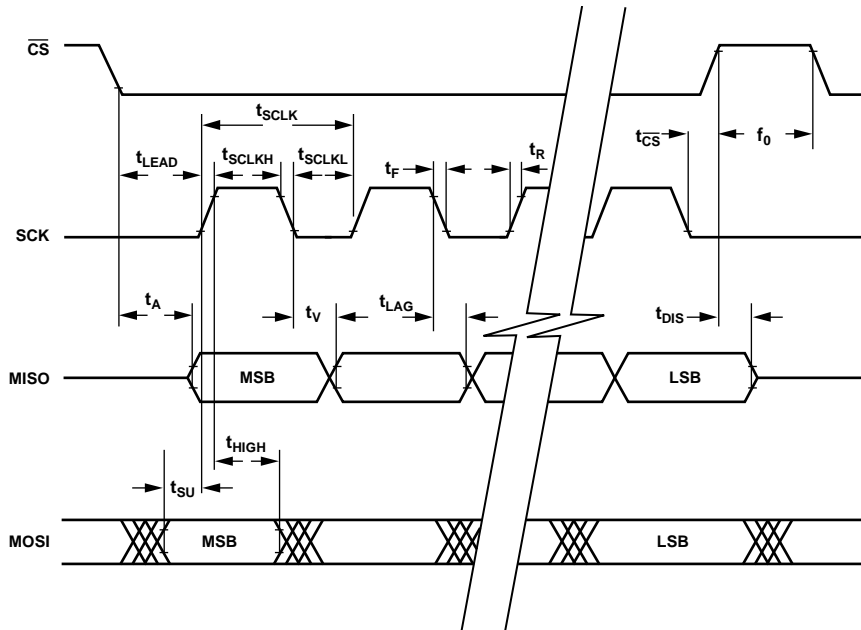 CS
tSCLK
tCS
f0
tLEAD
tSCLKH
tSCLKL
tF
tR
SCK
tA
tV
tLAG
tDIS
MISO
MSB
LSB
tHIGH
tSU
MOSI
MSB
LSB